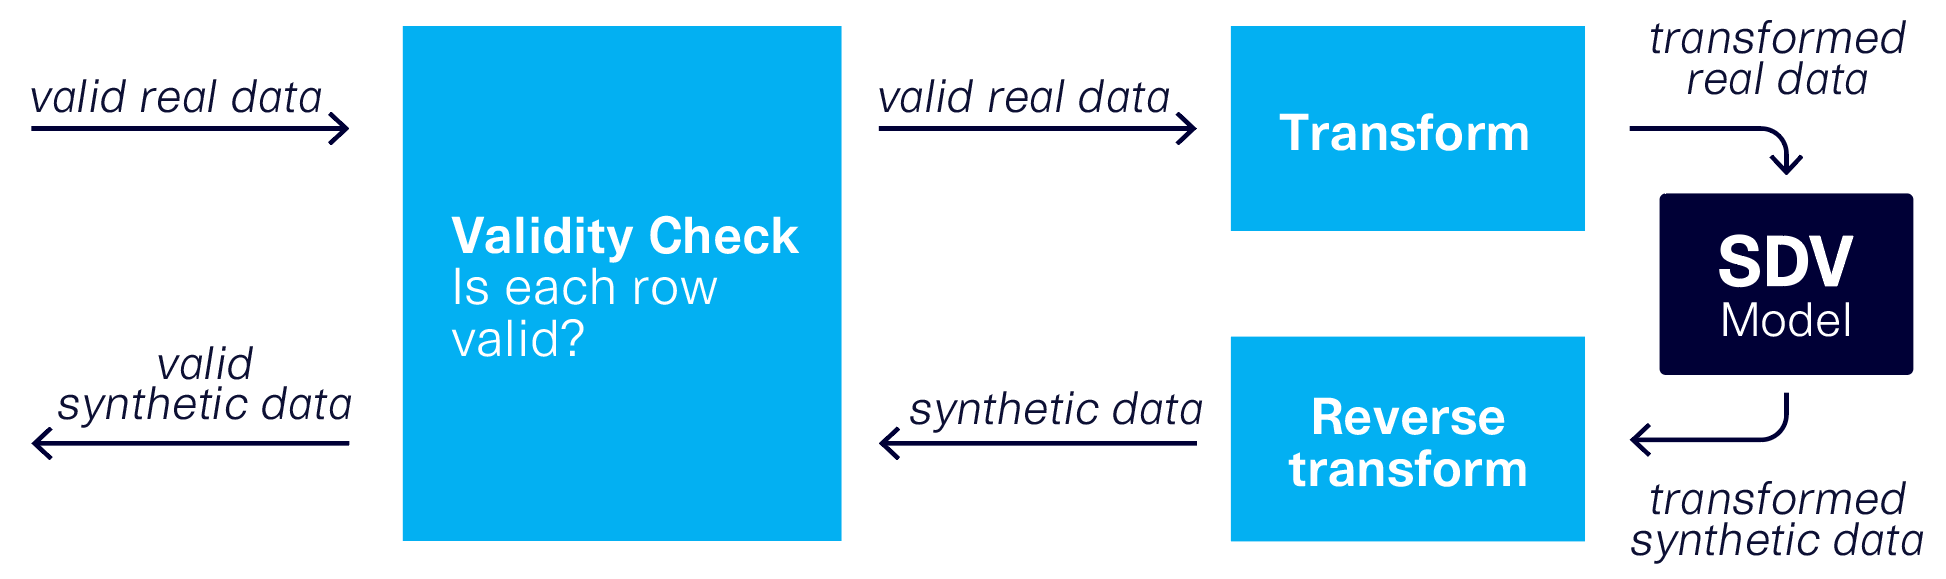 valid real data
Validity Check
Is each row
valid?
valid real data
Transform
transformed
real data
SDV
Model
transformed
synthetic data
Reverse
transform
synthetic data
valid
synthetic data